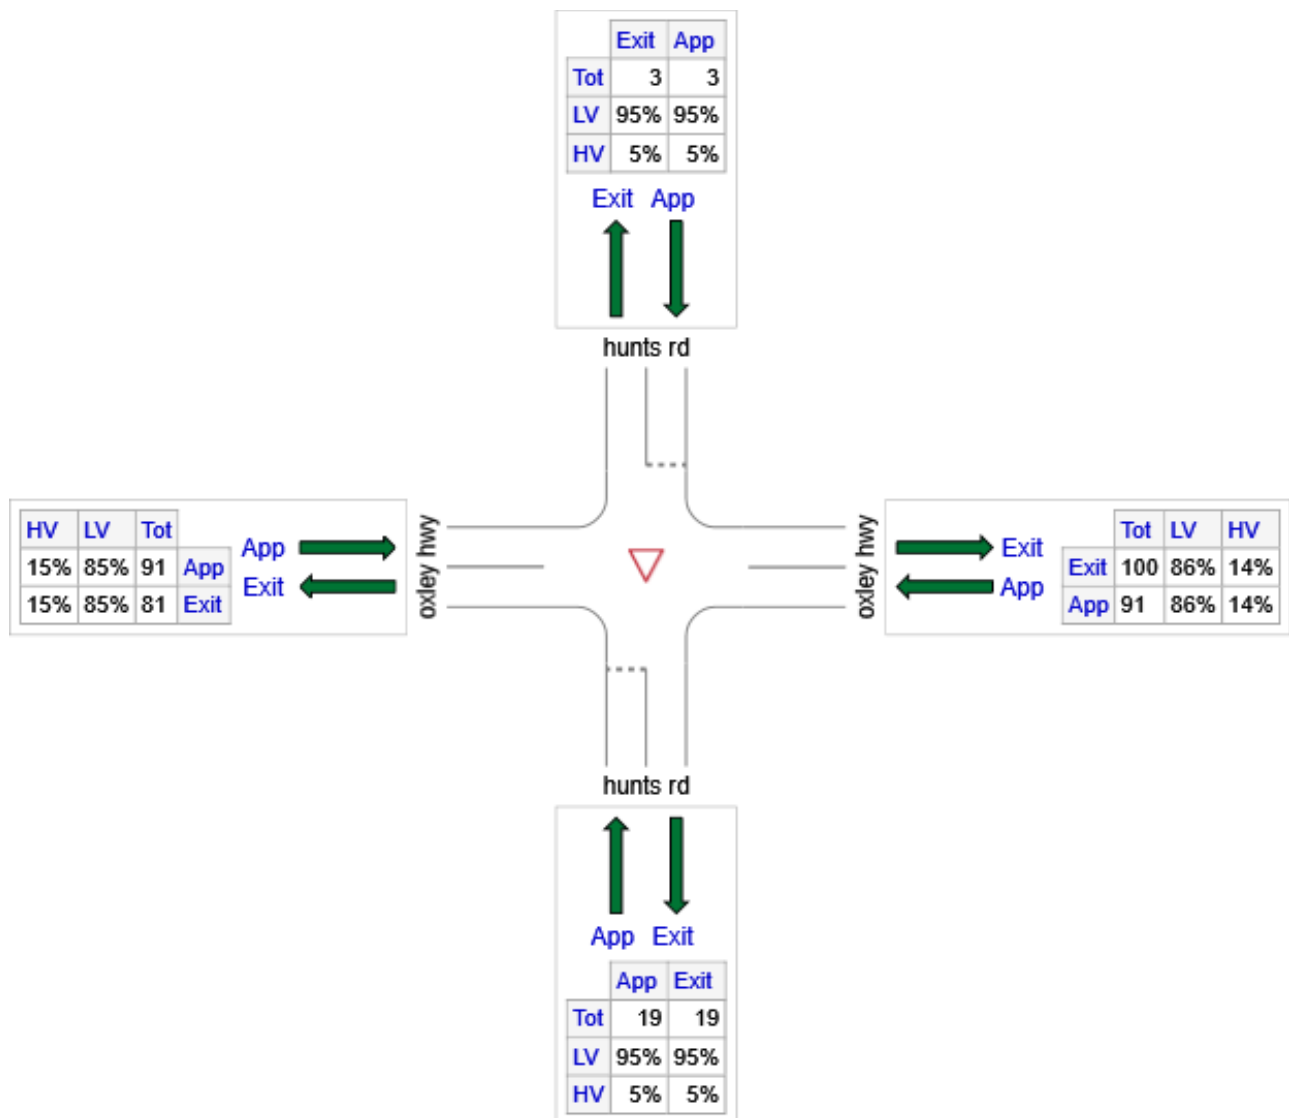 Exit App
Tot 3 3
LV 95% 95%
HV 5% 5%
Exit App
hunts rd
HV LV Tot
15% 85% 91 App
15% 85% 81 Exit
App
Exit
oxley hwy
oxley hwy
Exit
App
Tot LV HV
Exit 100 86% 14%
App 91 86% 14%
hunts rd
App Exit
App Exit
Tot 19 19
LV 95% 95%
HV 5% 5%